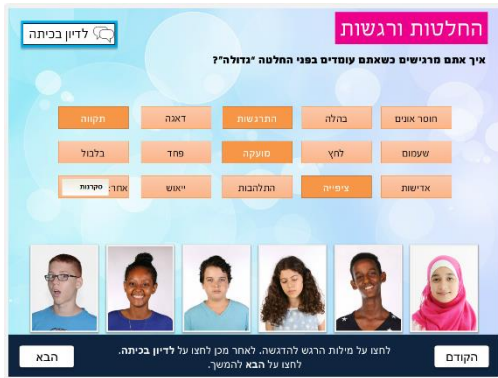 החלטות ורגשות
לדיון בכיתה
איך אתם מרגישים כשאתם עומדים בפני החלטה "גדולה"?
חוסר אונים בהלה התרגשות דאגה תקווה
שעמום לחץ מועקה פחד בלבול
אדישות ציפייה התלהבות ייאוש אחר: סקרנות
הקודם
לחצו על מילות הרגש להדגשה. לאחר מכן לחצו על לדיון בכיתה.
לחצו על הבא להמשך.
הבא